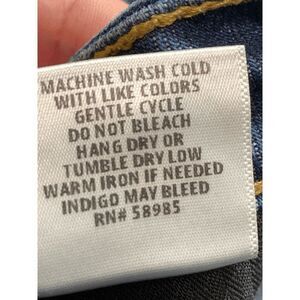 MACHINE WASH COLD
WITH LIKE COLORS
GENTLE CYCLE
DO NOT BLEACH
HANG DRY OR
TUMBLE DRY LOW
WARM IRON IF NEEDED
INDIGO MAY BLEED
RN# 58985